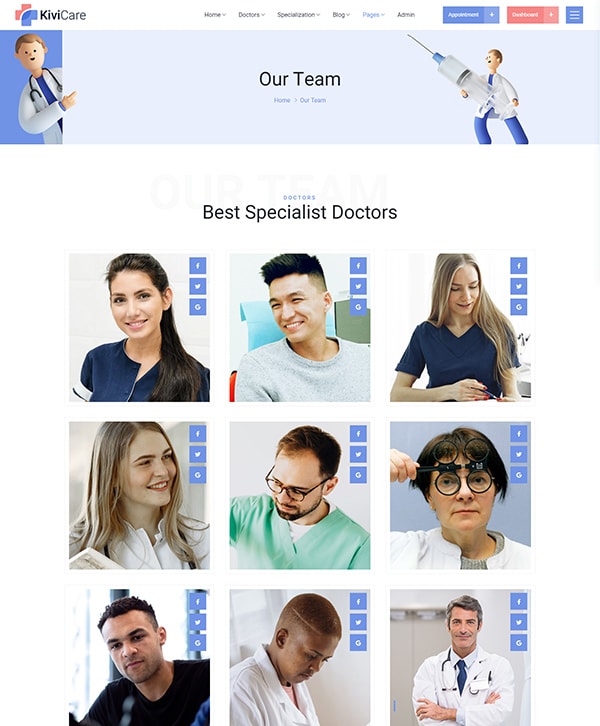 KiviCare
Home Doctors Specialization Blog Pages Admin
Appointment +
Dashboard +
Our Team
Home > Our Team
OUR TEAM
DOCTORS
Best Specialist Doctors